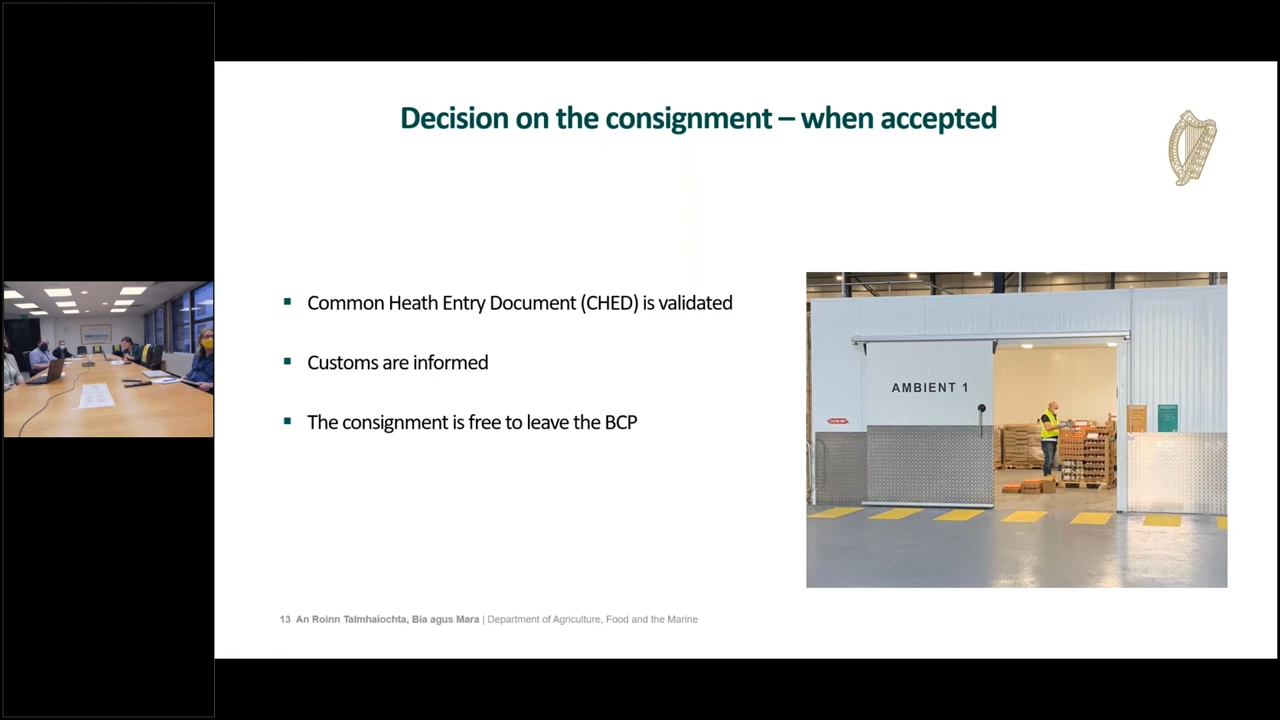 Decision on the consignment – when accepted
▪ Common Heath Entry Document (CHED) is validated
▪ Customs are informed
▪ The consignment is free to leave the BCP
AMBIENT 1
13 An Roinn Talmhaíochta, Bia agus Mara | Department of Agriculture, Food and the Marine